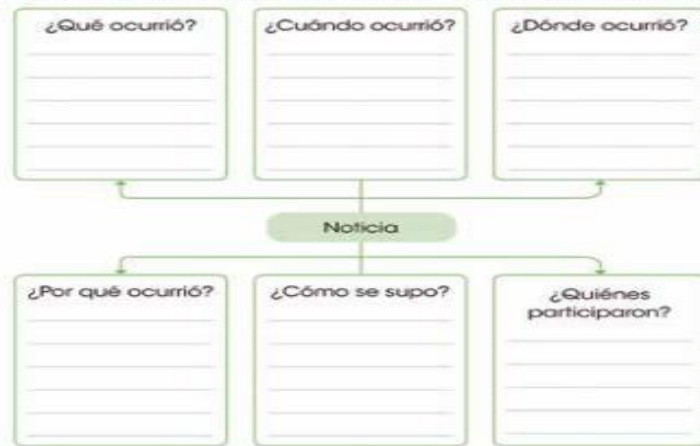 ¿Qué ocurrió?
¿Cuándo ocurrió?
¿Dónde ocurrió?
Noticia
¿Por qué ocurrió?
¿Cómo se supo?
¿Quiénes
participaron?